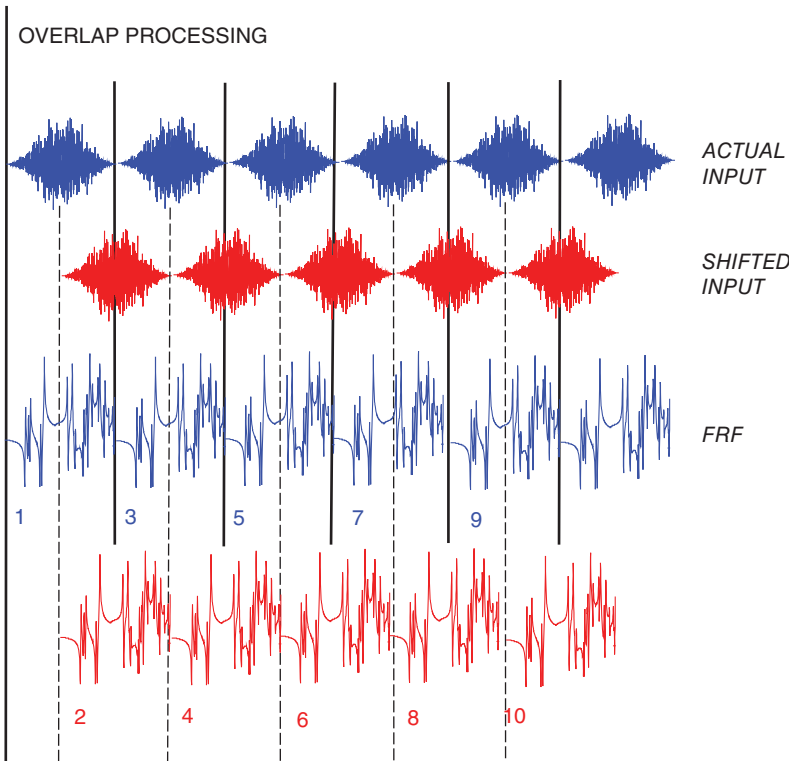 OVERLAP PROCESSING
ACTUAL
INPUT
SHIFTED
INPUT
FRF
1 3 5 7 9
2 4 6 8 10